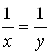 1/x = 1/y